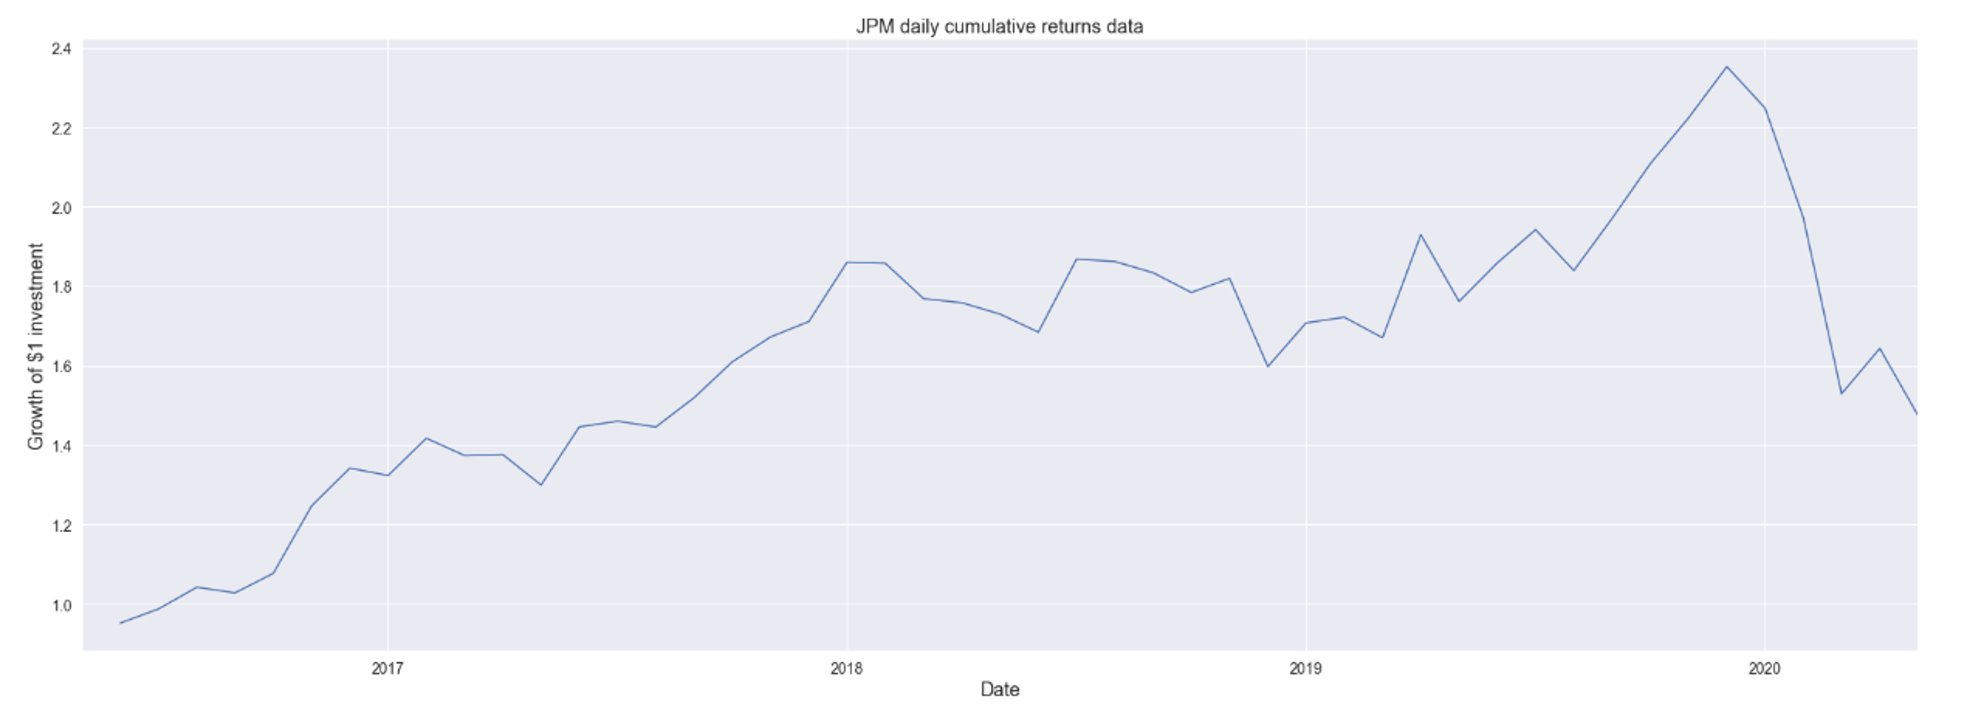 JPM daily cumulative returns data
Growth of $1 investment
2.4
2.2
2.0
1.8
1.6
1.4
1.2
1.0
2017 2018 2019 2020
Date